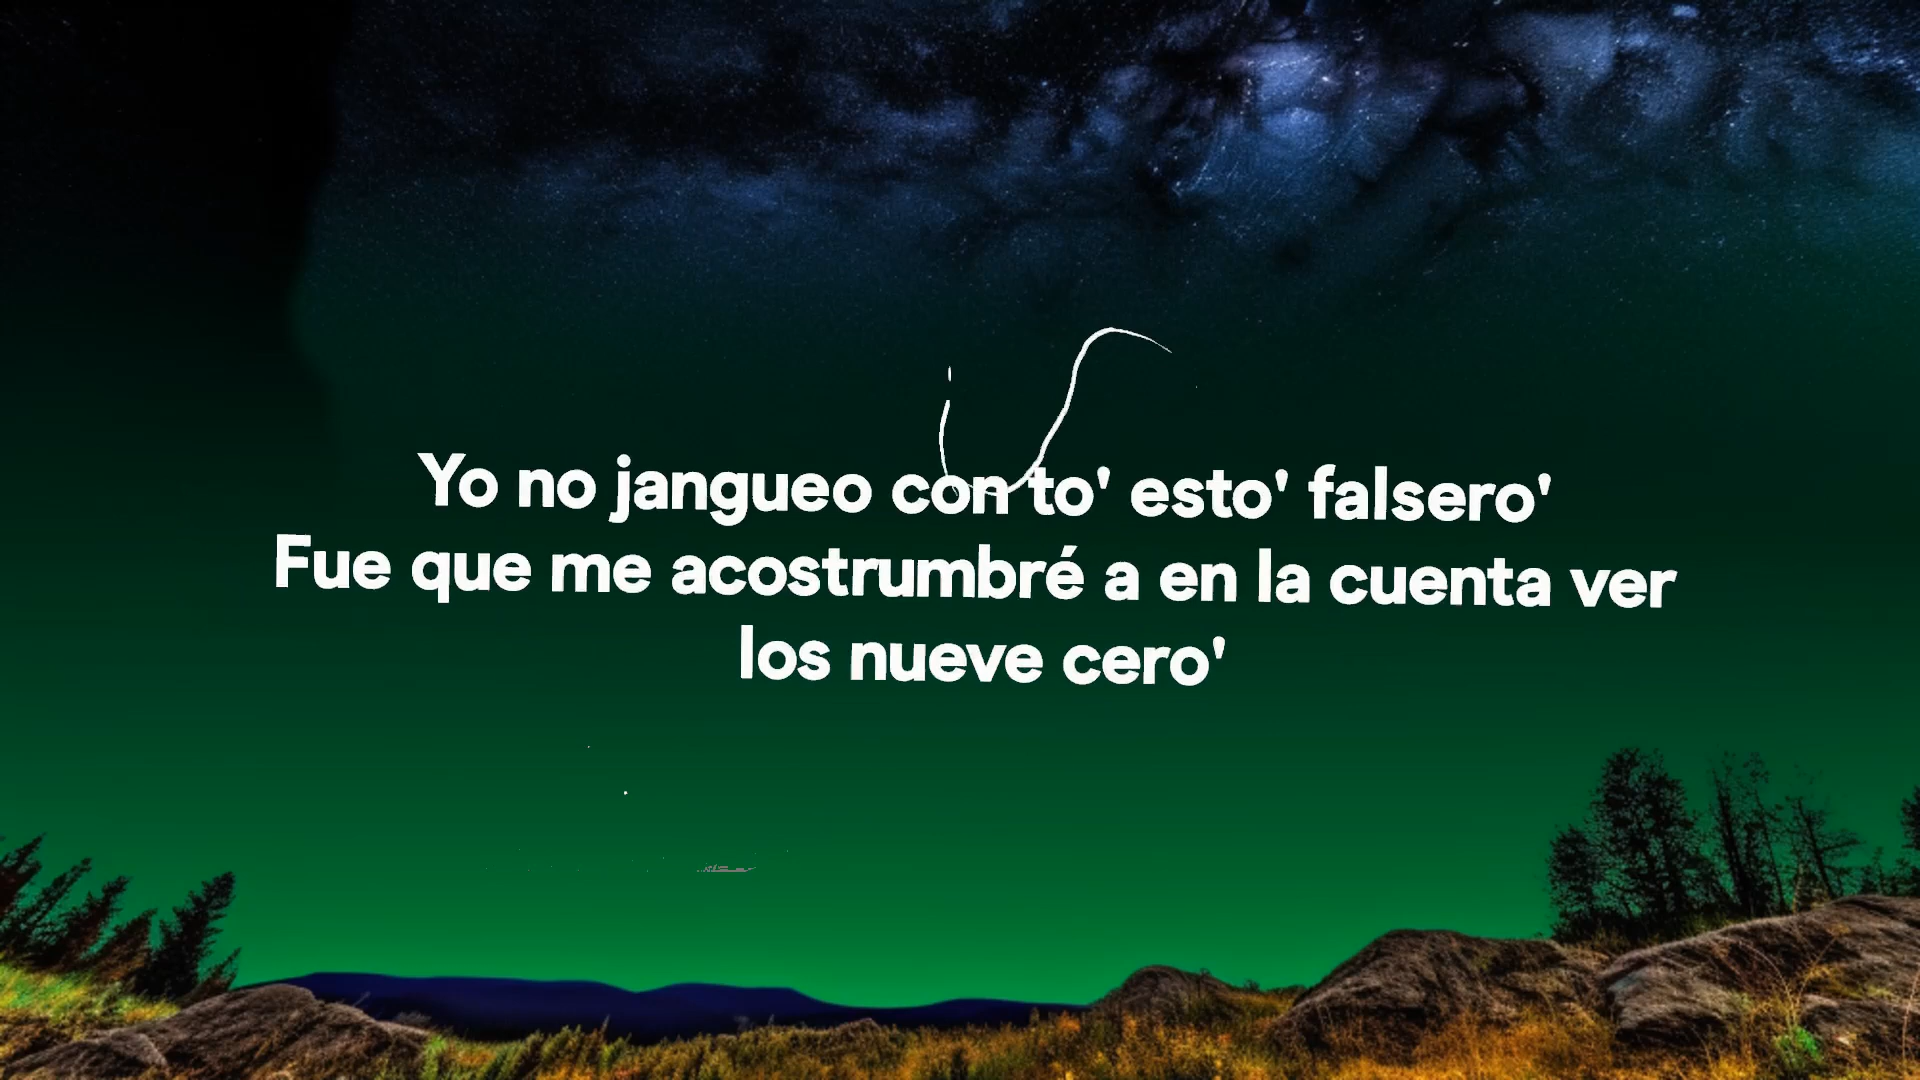 Yo no jangueo con to' esto' falsero'
Fue que me acostrumbré a en la cuenta ver
los nueve cero'